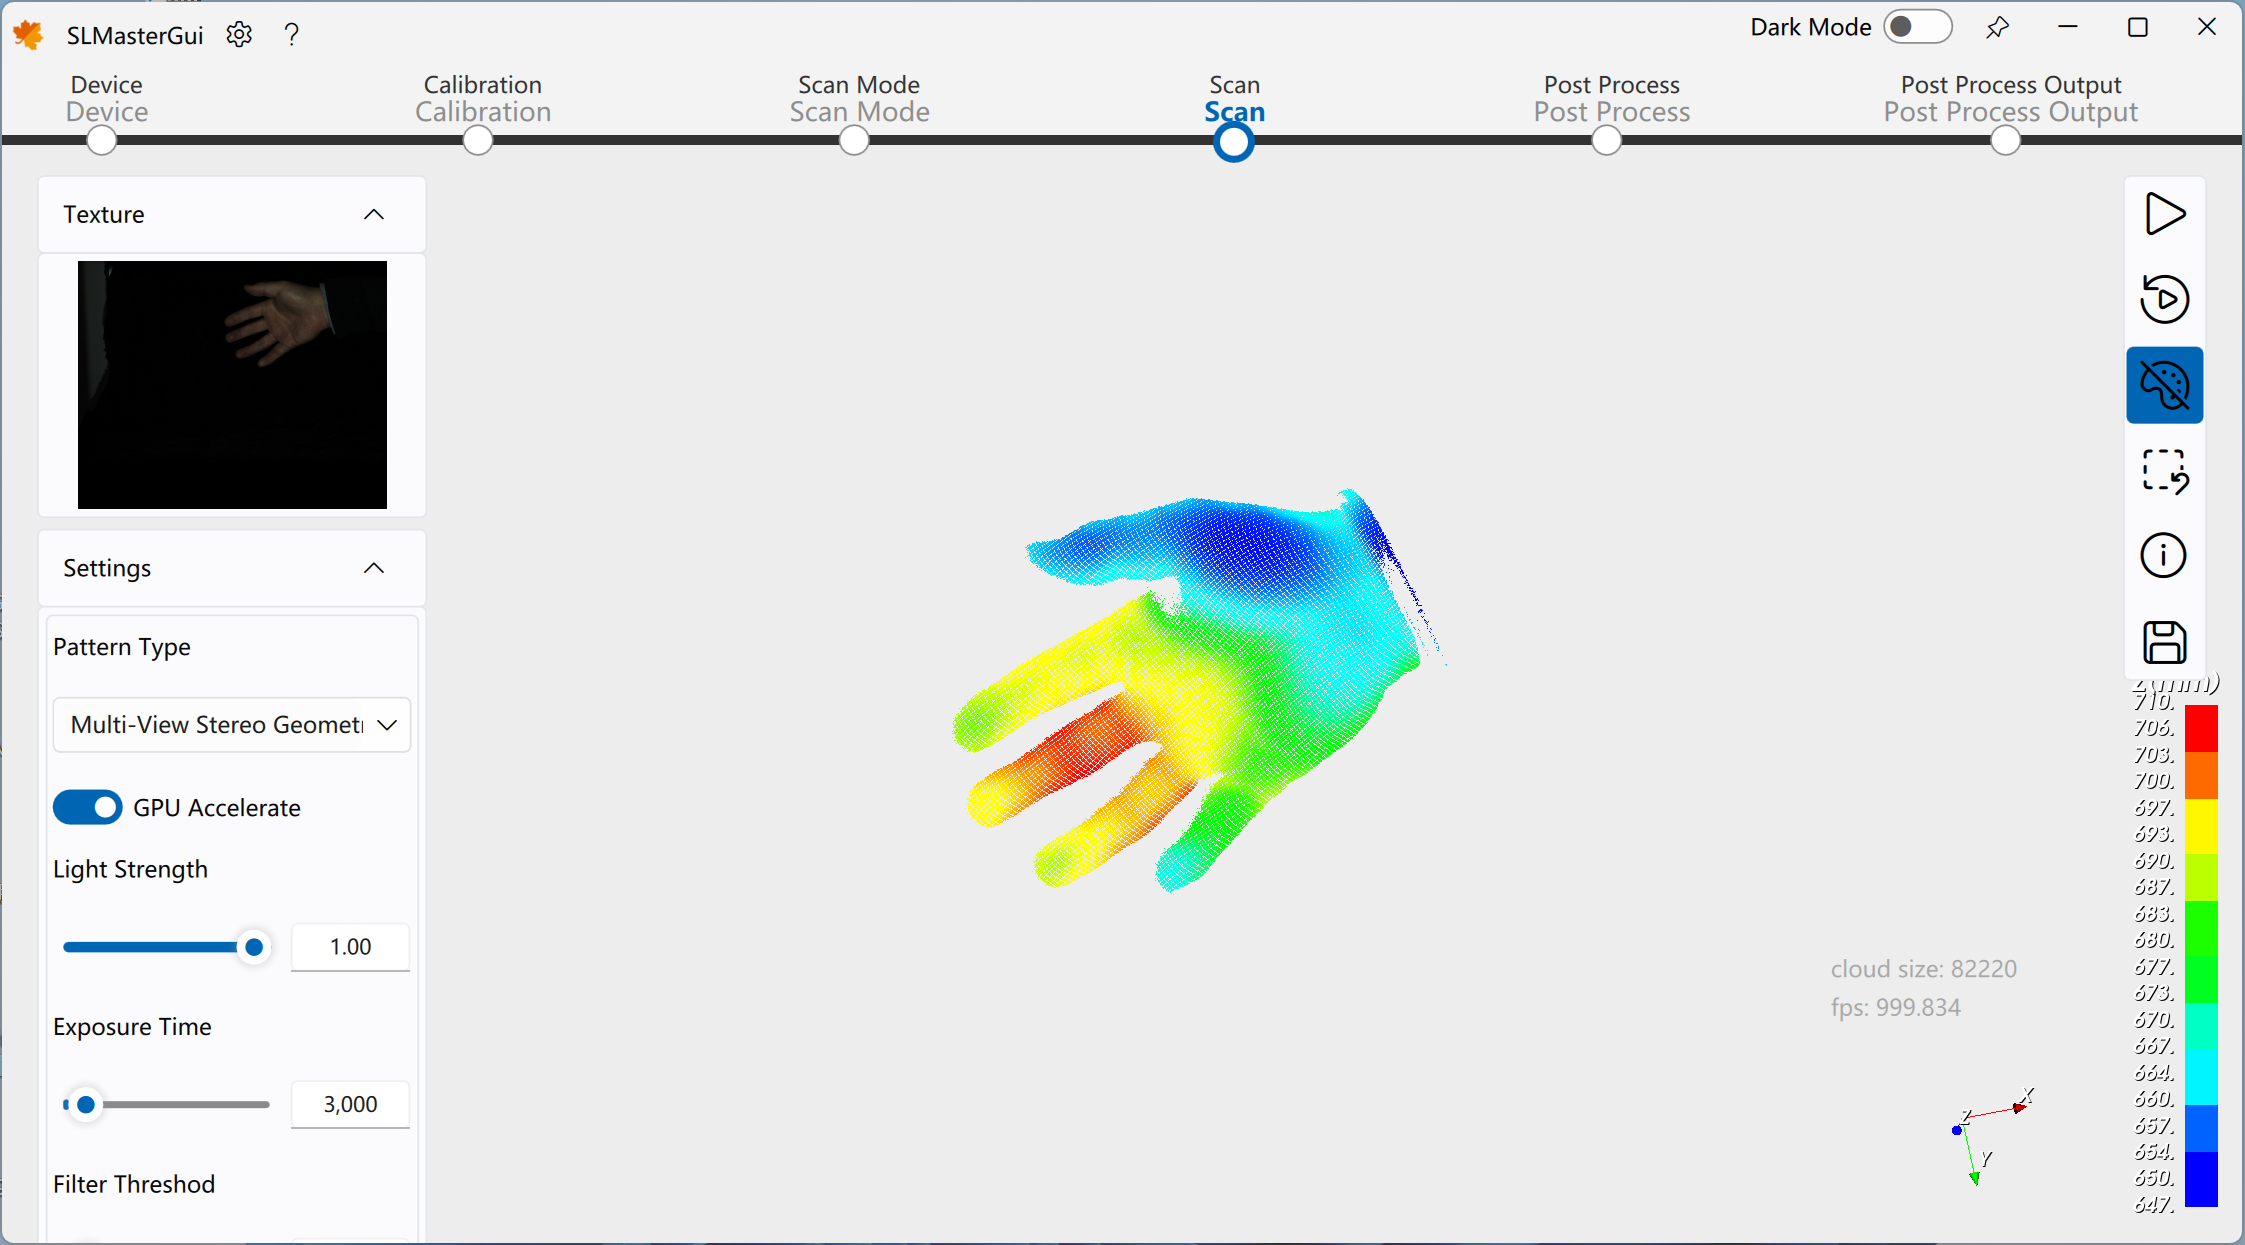 SLMasterGui
Dark Mode
Device
Device
Calibration
Calibration
Scan Mode
Scan Mode
Scan
Scan
Post Process
Post Process
Post Process Output
Post Process Output
Texture
Settings
Pattern Type
Multi-View Stereo Geomet
GPU Accelerate
Light Strength
1.00
Exposure Time
3,000
Filter Threshod
cloud size: 82220
fps: 999.834
X
Z
Y
Z(mm)
710.
706.
703.
700.
697.
693.
690.
687.
683.
680.
677.
673.
670.
667.
664.
660.
657.
654.
650.
647.